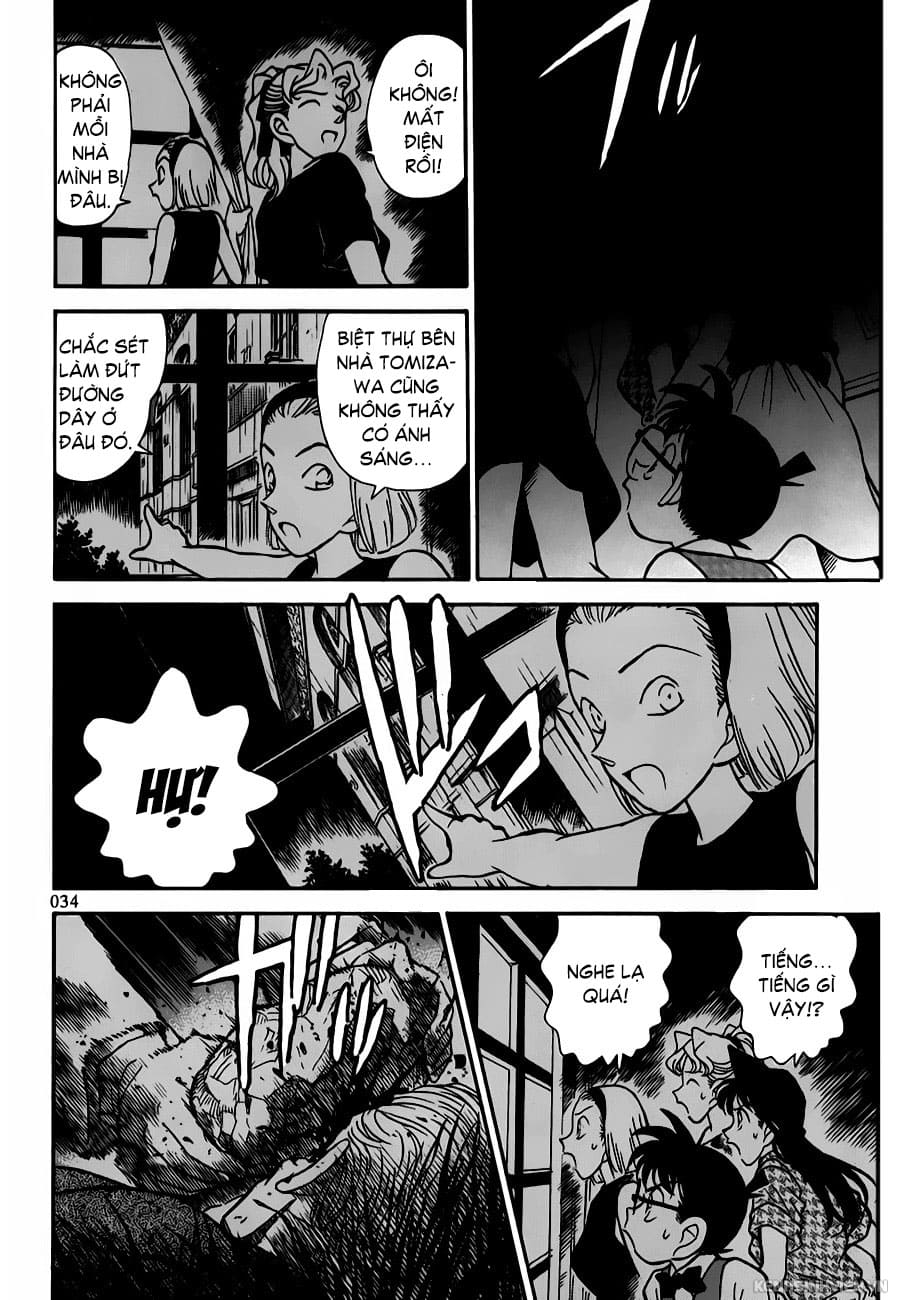 ÔI
KHÔNG!
MẤT
ĐIỆN
RỒI!
KHÔNG
PHẢI
MỖI
NHÀ
MÌNH BỊ
ĐÂU.
BIỆT THỰ BÊN
NHÀ TOMIZA-
WA CŨNG
KHÔNG THẤY
CÓ ÁNH
SÁNG...
CHẮC SÉT
LÀM ĐỨT
ĐƯỜNG
DÂY Ở
ĐÂU ĐÓ.
HỰ!
034
TIẾNG...
TIẾNG GÌ
VẬY!?
NGHE LẠ
QUÁ!